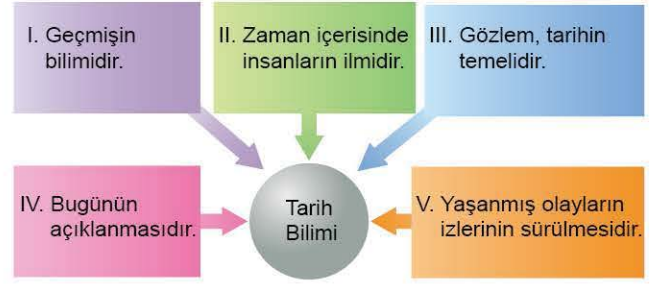 I. Geçmişin
bilimidir.
II. Zaman içerisinde
insanların ilmidir.
III. Gözlem, tarihin
temelidir.
IV. Bugünün
açıklanmasıdır.
Tarih
Bilimi
V. Yaşanmış olayların
izlerinin sürülmesidir.